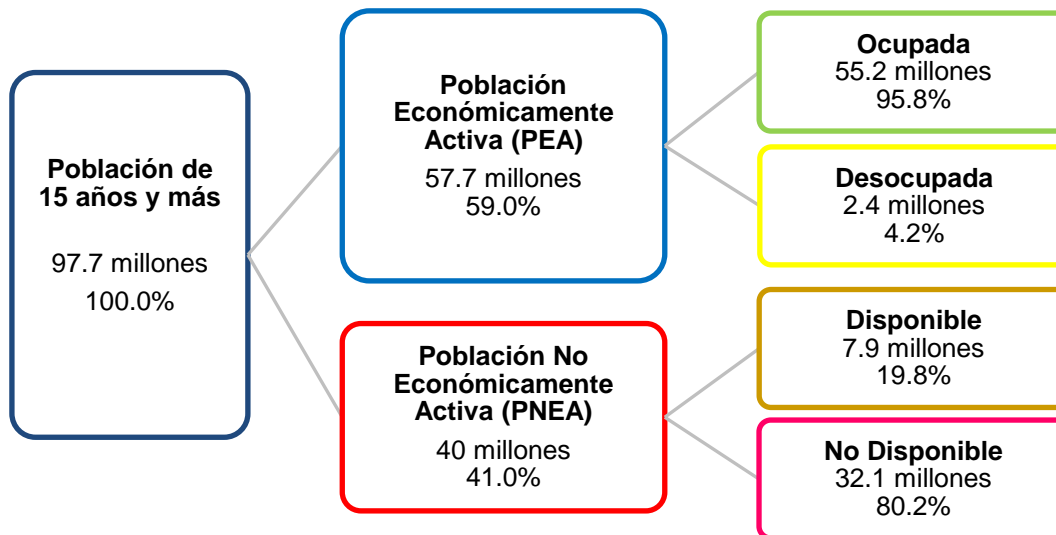 Población de
15 años y más
97.7 millones
100.0%
Población
Económicamente
Activa (PEA)
57.7 millones
59.0%
Población No
Económicamente
Activa (PNEA)
40 millones
41.0%
Ocupada
55.2 millones
95.8%
Desocupada
2.4 millones
4.2%
Disponible
7.9 millones
19.8%
No Disponible
32.1 millones
80.2%